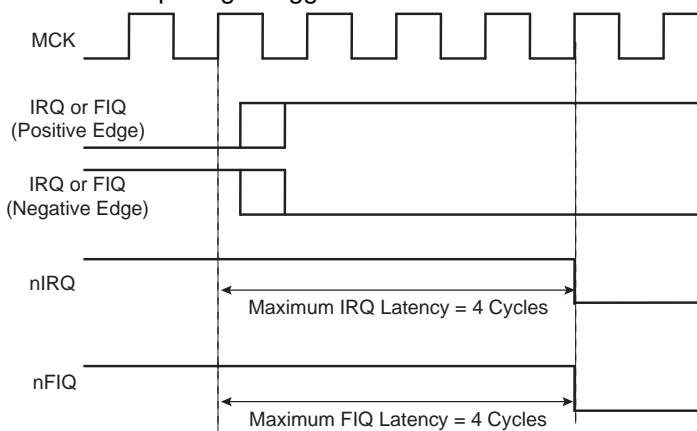 MCK
IRQ or FIQ
(Positive Edge)
IRQ or FIQ
(Negative Edge)
nIRQ
Maximum IRQ Latency = 4 Cycles
nFIQ
Maximum FIQ Latency = 4 Cycles